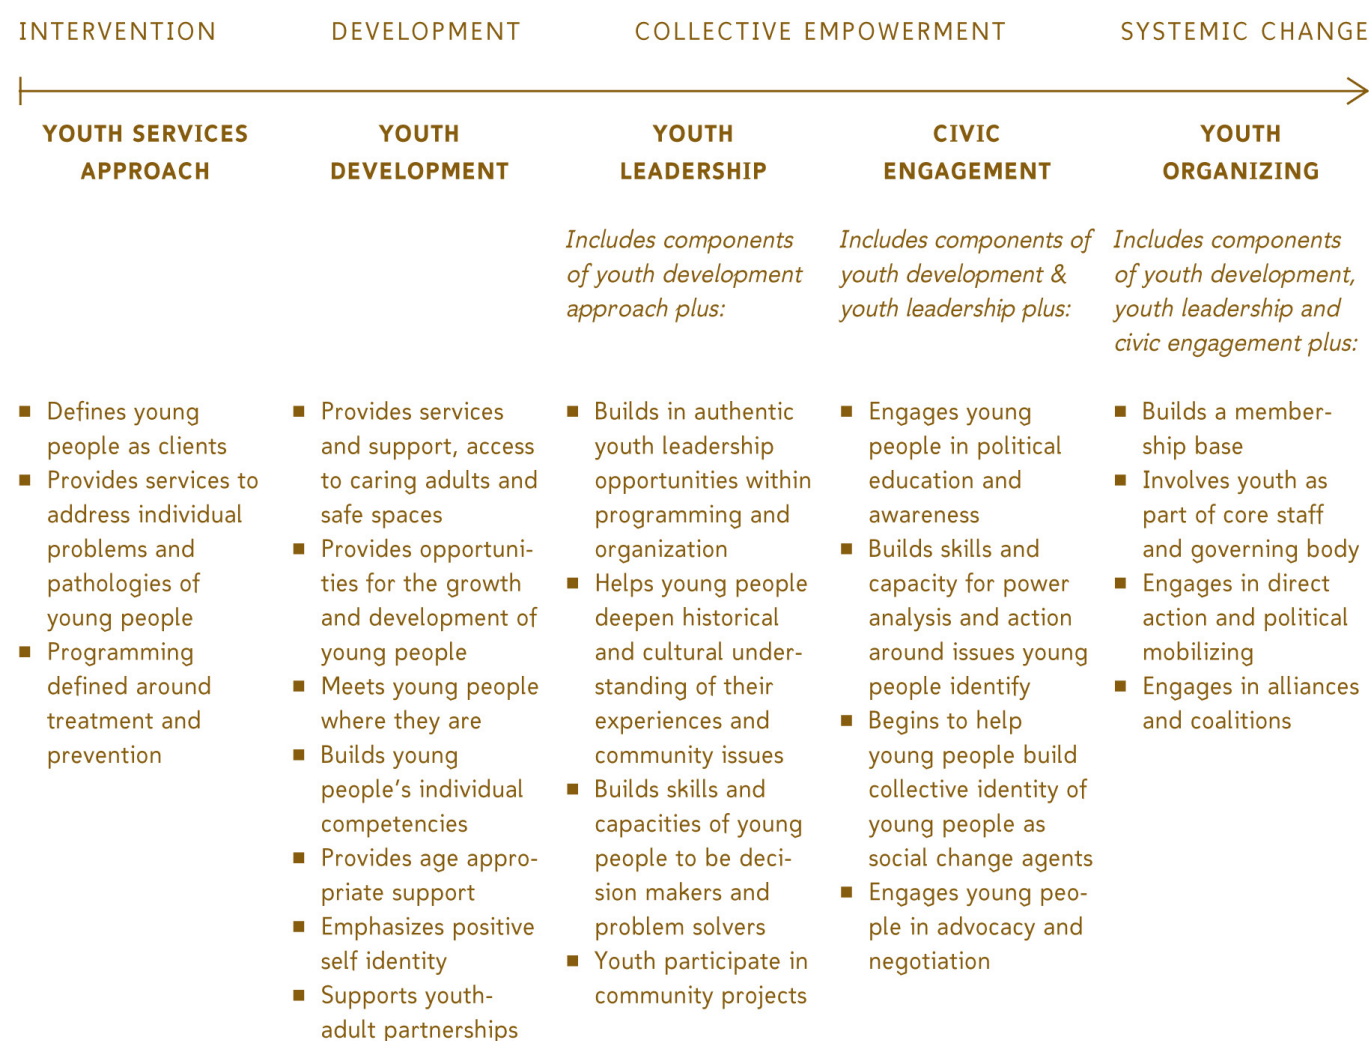 INTERVENTION
DEVELOPMENT
COLLECTIVE EMPOWERMENT
SYSTEMIC CHANGE
YOUTH SERVICES
APPROACH
Defines young
people as clients
Provides services to
address individual
problems and
pathologies of
young people
Programming
defined around
treatment and
prevention
YOUTH
DEVELOPMENT
Provides services
and support, access
to caring adults and
safe spaces
Provides opportuni-
ties for the growth
and development of
young people
Meets young people
where they are
Builds young
people's individual
competencies
Provides age appro-
priate support
Emphasizes positive
self identity
Supports youth-
adult partnerships
YOUTH
LEADERSHIP
Includes components
of youth development
approach plus:
Builds in authentic
youth leadership
opportunities within
programming and
organization
Helps young people
deepen historical
and cultural under-
standing of their
experiences and
community issues
Builds skills and
capacities of young
people to be deci-
sion makers and
problem solvers
Youth participate in
community projects
CIVIC
ENGAGEMENT
Includes components of
youth development &
youth leadership plus:
Engages young
people in political
education and
awareness
Builds skills and
capacity for power
analysis and action
around issues young
people identify
Begins to help
young people build
collective identity of
young people as
social change agents
Engages young peo-
ple in advocacy and
negotiation
YOUTH
ORGANIZING
Includes components
of youth development,
youth leadership and
civic engagement plus:
Builds a member-
ship base
Involves youth as
part of core staff
and governing body
Engages in direct
action and political
mobilizing
Engages in alliances
and coalitions